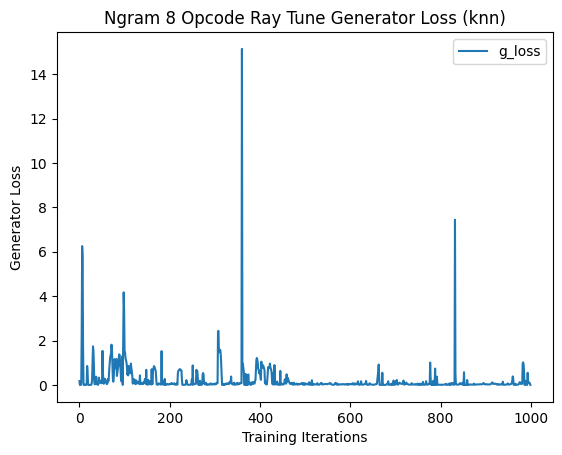 Ngram 8 Opcode Ray Tune Generator Loss (knn)
g_loss
Generator Loss
14
12
10
8
6
4
2
0
0 200 400 600 800 1000
Training Iterations